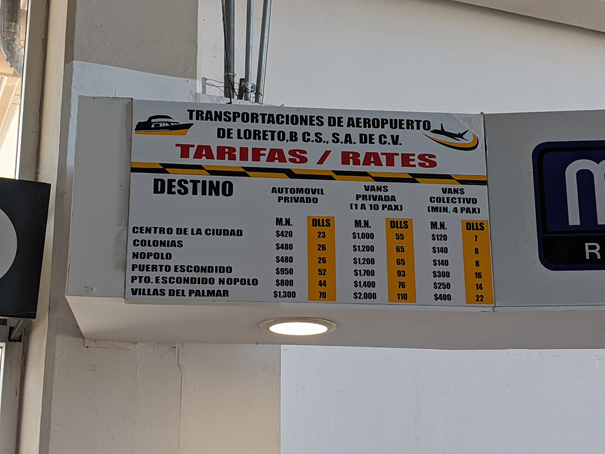 TRANSPORTACIONES DE AEROPUERTO
DE LORETO,B C.S., S.A. DE C.V.
TARIFAS / RATES
DESTINO AUTOMOVIL PRIVADO VANS PRIVADA (1 A 10 PAX) VANS COLECTIVO (MIN. 4 PAX)
M.N. DLLS M.N. DLLS M.N. DLLS
CENTRO DE LA CIUDAD $420 23 $1,000 55 $120 7
COLONIAS $480 26 $1,200 65 $140 8
NOPOLO $480 26 $1,200 65 $140 8
PUERTO ESCONDIDO $950 52 $1,700 93 $300 16
PTO. ESCONDIDO NOPOLO $800 44 $1,400 76 $250 14
VILLAS DEL PALMAR $1,300 70 $2,000 110 $400 22